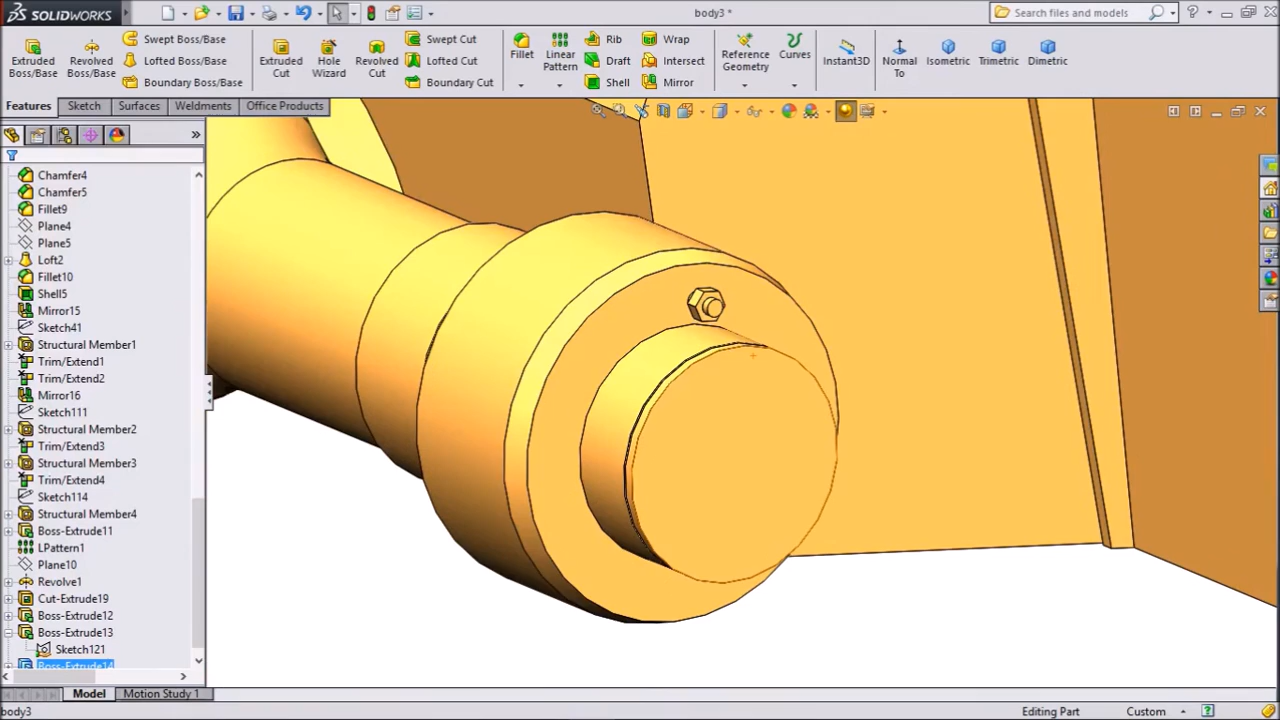 SOLIDWORKS
body3 *
Search files and models
Extruded Boss/Base
Revolved Boss/Base
Swept Boss/Base
Lofted Boss/Base
Boundary Boss/Base
Extruded Cut
Hole Wizard
Revolved Cut
Swept Cut
Lofted Cut
Boundary Cut
Fillet
Linear Pattern
Rib
Draft
Shell
Wrap
Intersect
Mirror
Reference Geometry
Curves
Instant3D
Normal To
Isometric
Trimetric
Dimetric
Features
Sketch
Surfaces
Weldments
Office Products
Chamfer4
Chamfer5
Fillet9
Plane4
Plane5
Loft2
Fillet10
Shell5
Mirror15
Sketch41
Structural Member1
Trim/Extend1
Trim/Extend2
Mirror16
Sketch111
Structural Member2
Trim/Extend3
Structural Member3
Trim/Extend4
Sketch114
Structural Member4
Boss-Extrude11
LPattern1
Plane10
Revolve1
Cut-Extrude19
Boss-Extrude12
Boss-Extrude13
Sketch121
Boss-Extrude14
Model
Motion Study 1
body3
Editing Part
Custom